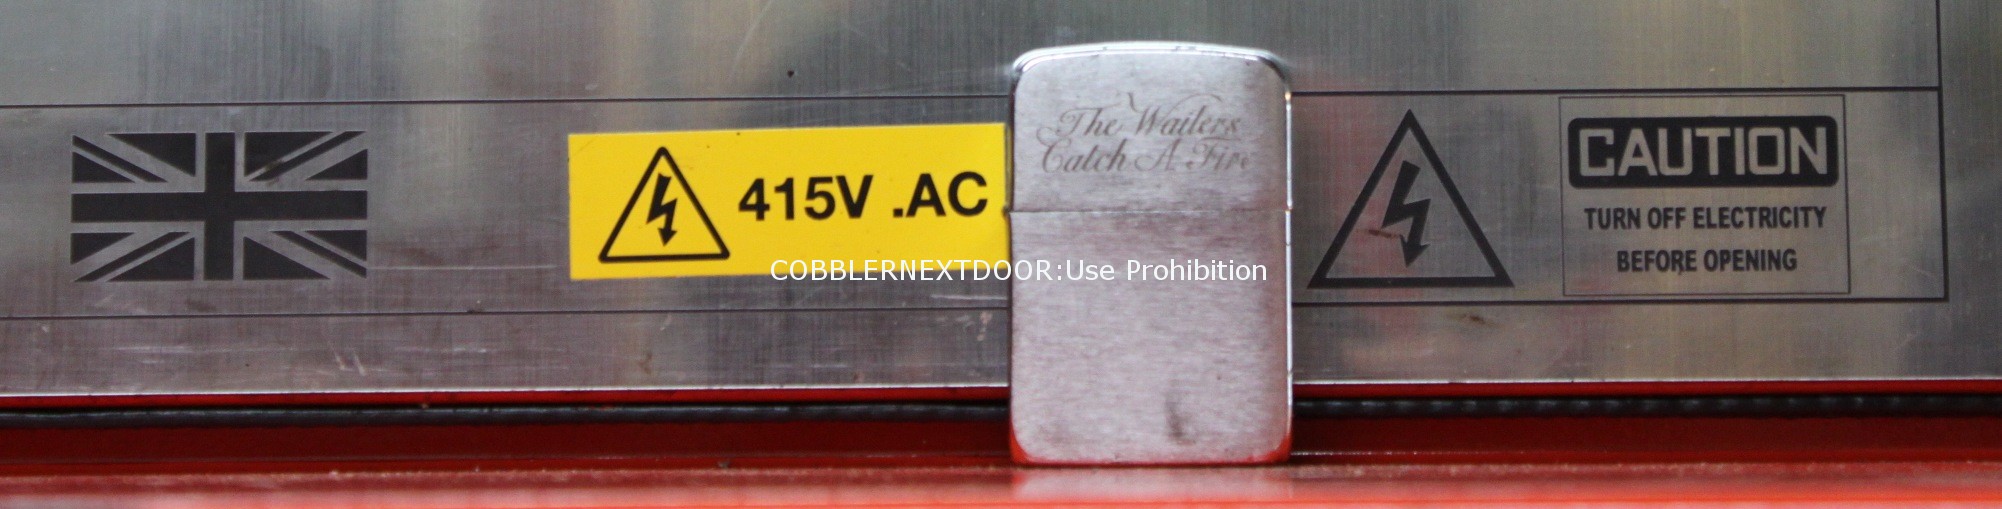 415V .AC
The Wailers
Catch A Fire
CAUTION
TURN OFF ELECTRICITY
BEFORE OPENING
COBBLERNEXTDOOR:Use Prohibition